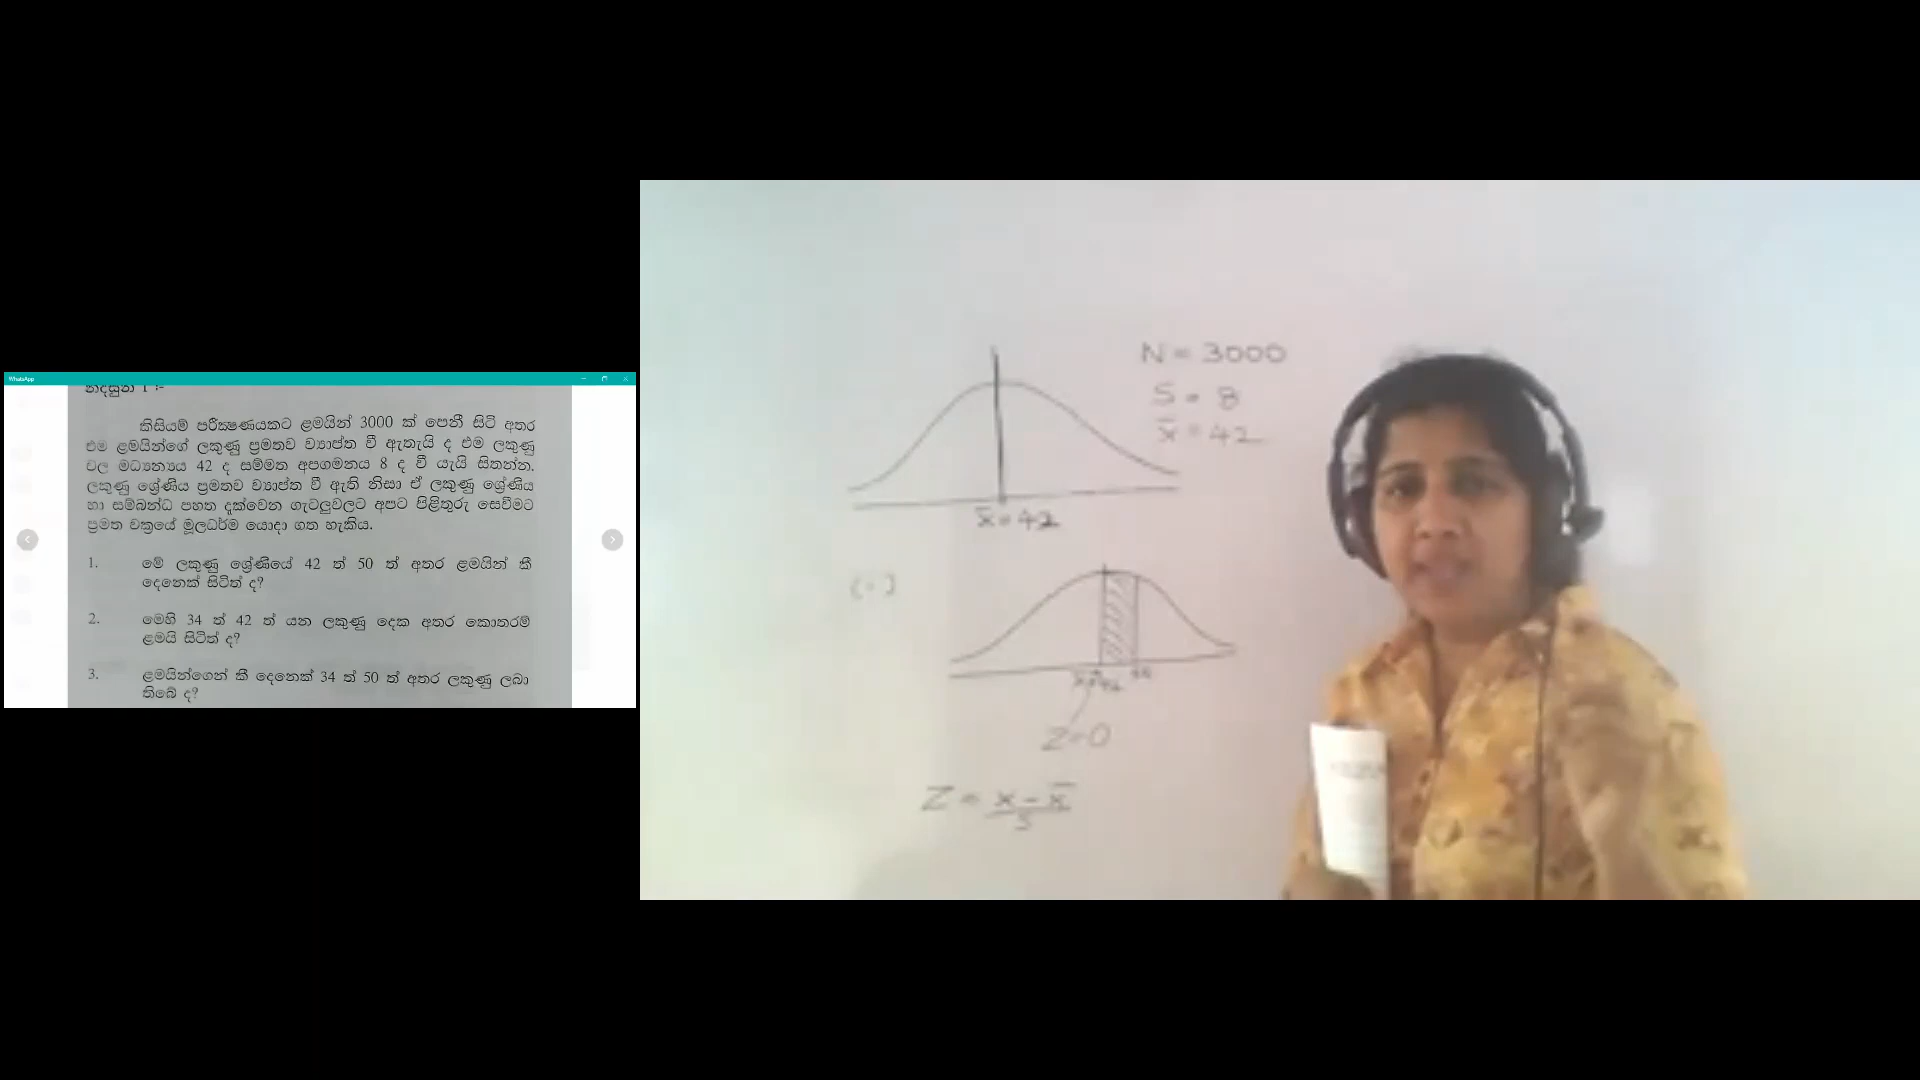 WhatsApp
නිදසුන 1 :-
කිසියම් පරීක්‍ෂණයකට ළමයින් 3000 ක් පෙනී සිටි අතර
එම ළමයින්ගේ ලකුණු ප්‍රමතව ව්‍යාප්ත වී ඇතැයි ද එම ලකුණු
වල මධ්‍යන්‍යය 42 ද සම්මත අපගමනය 8 ද වී යැයි සිතන්න.
ලකුණු ශ්‍රේණිය ප්‍රමතව ව්‍යාප්ත වී ඇති නිසා ඒ ලකුණු ශ්‍රේණිය
හා සම්බන්ධ පහත දැක්වෙන ගැටලුවලට අපට පිළිතුරු සෙවීමට
ප්‍රමත වක්‍රයේ මූලධර්ම යොදා ගත හැකිය.
1. මේ ලකුණු ශ්‍රේණියේ 42 ත් 50 ත් අතර ළමයින් කී
දෙනෙක් සිටිත් ද?
2. මෙහි 34 ත් 42 ත් යන ලකුණු දෙක අතර කොතරම්
ළමයි සිටිත් ද?
3. ළමයින්ගෙන් කී දෙනෙක් 34 ත් 50 ත් අතර ලකුණු ලබා
තිබේ ද?
N = 3000
S = 8
x̄ = 42
x̄ = 42
x̄=42 50
Z=0
Z = x - x̄
S